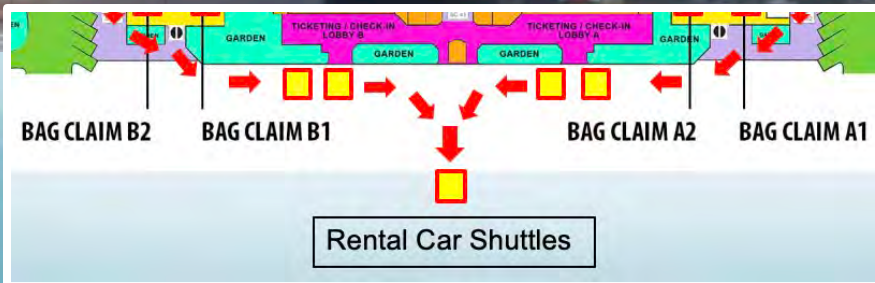 TICKETING / CHECK-IN
LOBBY B
TICKETING / CHECK-IN
LOBBY A
GARDEN
GARDEN
GARDEN
GARDEN
GARDEN
BAG CLAIM B2
BAG CLAIM B1
BAG CLAIM A2
BAG CLAIM A1
Rental Car Shuttles